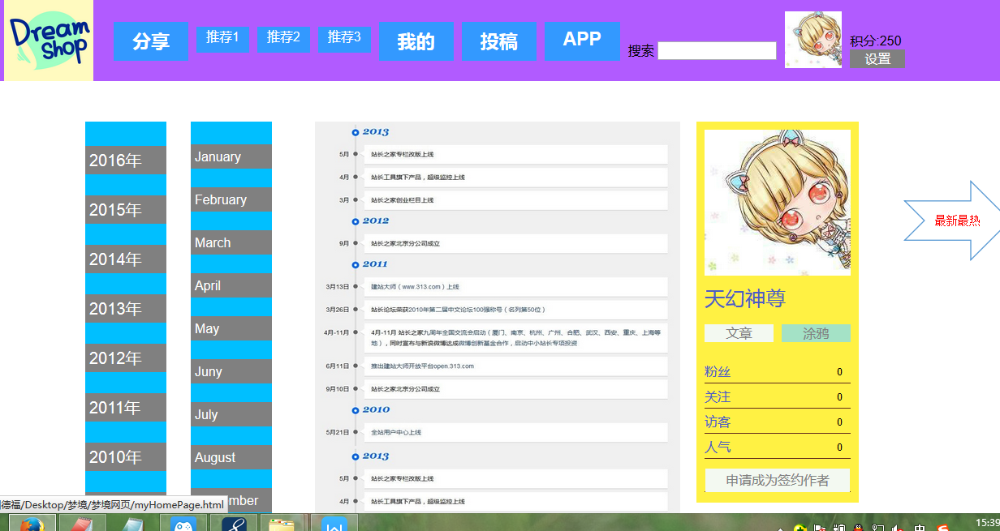 Dream
Shop
分享
推荐1
推荐2
推荐3
我的
投稿
APP
搜索
积分:250
设置
2016年
2015年
2014年
2013年
2012年
2011年
2010年
January
February
March
April
May
Juny
July
August
mber
2013
5月 站长之家专栏改版上线
4月 站长工具旗下产品，超级监控上线
3月 站长之家创业栏目上线
2012
9月 站长之家北京分公司成立
2011
3月13日 建站大师（www.313.com）上线
3月26日 站长论坛荣获2010年第二届中文论坛100强称号（名列第50位）
4月-11月 4月-11月 站长之家九周年全国交流会启动（厦门、南京、杭州、广州、合肥、武汉、西安、重庆、上海等
地），同时宣布与新浪微博达成微博创新基金合作，启动中小站长专项投资
6月11日 推出建站大师开放平台open.313.com
9月10日 站长之家北京分公司成立
2010
5月21日 全站用户中心上线
2013
5月 站长之家专栏改版上线
4月 站长工具旗下产品，超级监控上线
天幻神尊
文章
涂鸦
粉丝 0
关注 0
访客 0
人气 0
申请成为签约作者
最新最热
德福/Desktop/梦境/梦境网页/myHomePage.html
中
15:39